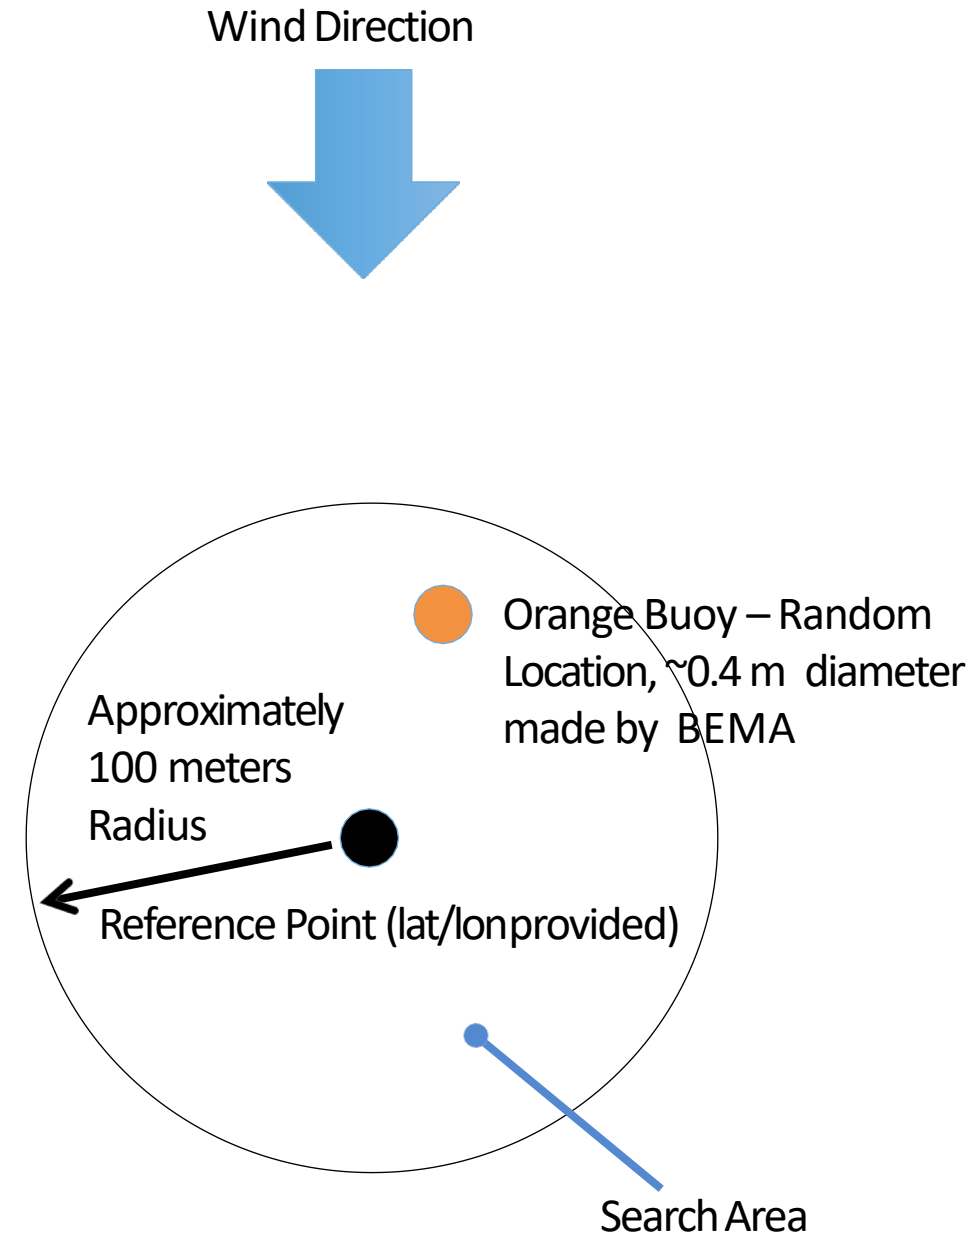 Wind Direction
Orange Buoy – Random
Location, ~0.4 m diameter
made by BEMA
Approximately
100 meters
Radius
Reference Point (lat/lonprovided)
Search Area